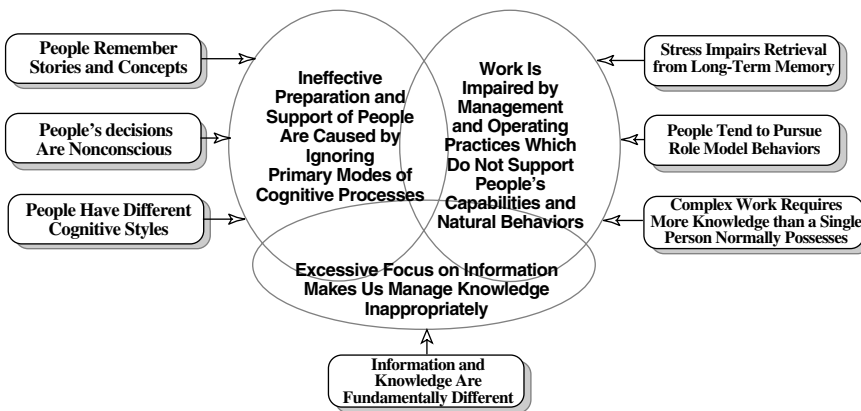 People Remember
Stories and Concepts
People's decisions
Are Nonconscious
People Have Different
Cognitive Styles
Ineffective
Preparation and
Support of People
Are Caused by
Ignoring
Primary Modes of
Cognitive Processes
Work Is
Impaired by
Management
and Operating
Practices Which
Do Not Support
People's
Capabilities and
Natural Behaviors
Stress Impairs Retrieval
from Long-Term Memory
People Tend to Pursue
Role Model Behaviors
Complex Work Requires
More Knowledge than a Single
Person Normally Possesses
Excessive Focus on Information
Makes Us Manage Knowledge
Inappropriately
Information and
Knowledge Are
Fundamentally Different